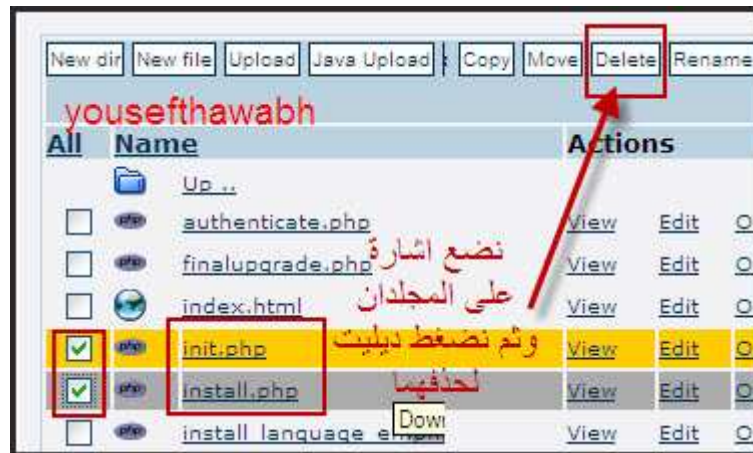 New dir New file Upload Java Upload Copy Move Delete Rename
yousefthawabh
All Name Actions
Up ..
authenticate.php View Edit
نضع اشارة
finalupgrade.php View Edit
على المجلدان
index.html View Edit
وثم نضغط ديليت
init.php View Edit
لحذفهما
install.php View Edit
install_language View Edit